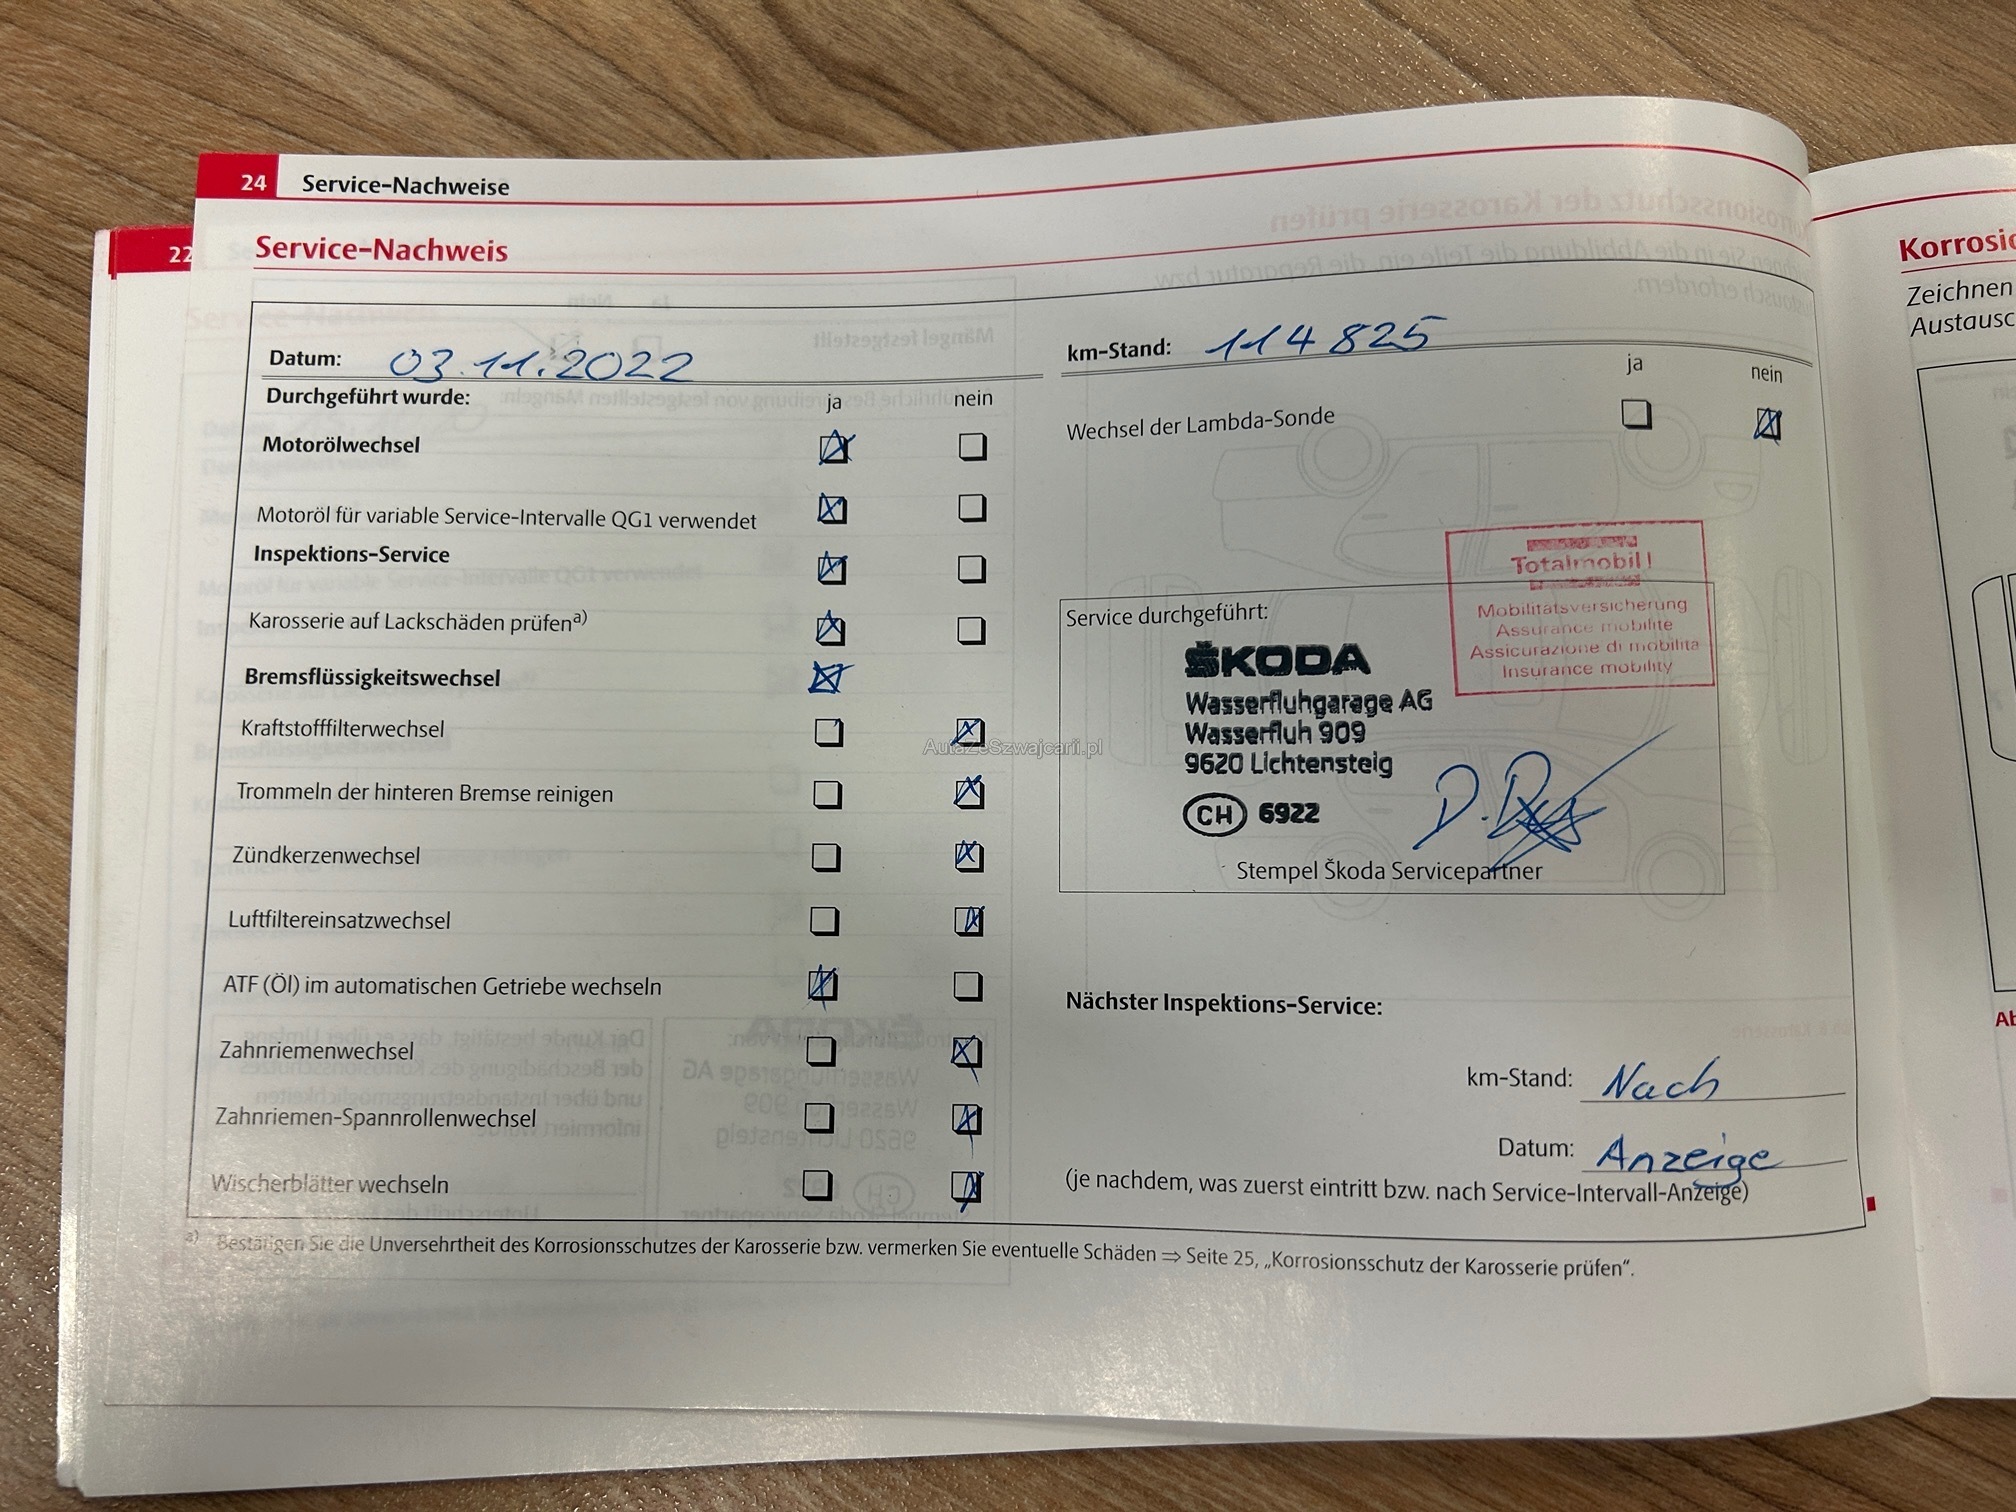 24 Service-Nachweise
22
Service-Nachweis
Datum: 03.11.2022
Durchgeführt wurde: ja nein
Motorölwechsel
Motoröl für variable Service-Intervalle QG1 verwendet
Inspektions-Service
Karosserie auf Lackschäden prüfen a)
Bremsflüssigkeitswechsel
Kraftstofffilterwechsel
Trommeln der hinteren Bremse reinigen
Zündkerzenwechsel
Luftfiltereinsatzwechsel
ATF (Öl) im automatischen Getriebe wechseln
Zahnriemenwechsel
Zahnriemen-Spannrollenwechsel
Wischerblätter wechseln
km-Stand: 114825
ja nein
Wechsel der Lambda-Sonde
Totalmobil!
Mobilitätsversicherung
Assurance mobilite
Assicurazione di mobilita
Insurance mobility
Service durchgeführt:
ŠKODA
Wasserfluhgarage AG
Wasserfluh 909
9620 Lichtensteig
CH 6922
Stempel Škoda Servicepartner
Nächster Inspektions-Service:
km-Stand: Nach
Datum: Anzeige
(je nachdem, was zuerst eintritt bzw. nach Service-Intervall-Anzeige)
a) Bestätigen Sie die Unversehrtheit des Korrosionsschutzes der Karosserie bzw. vermerken Sie eventuelle Schäden ⇒ Seite 25, „Korrosionsschutz der Karosserie prüfen“.
Korrosio
Zeichnen
Austausc
Ab
AutaZeSzwajcarii.pl